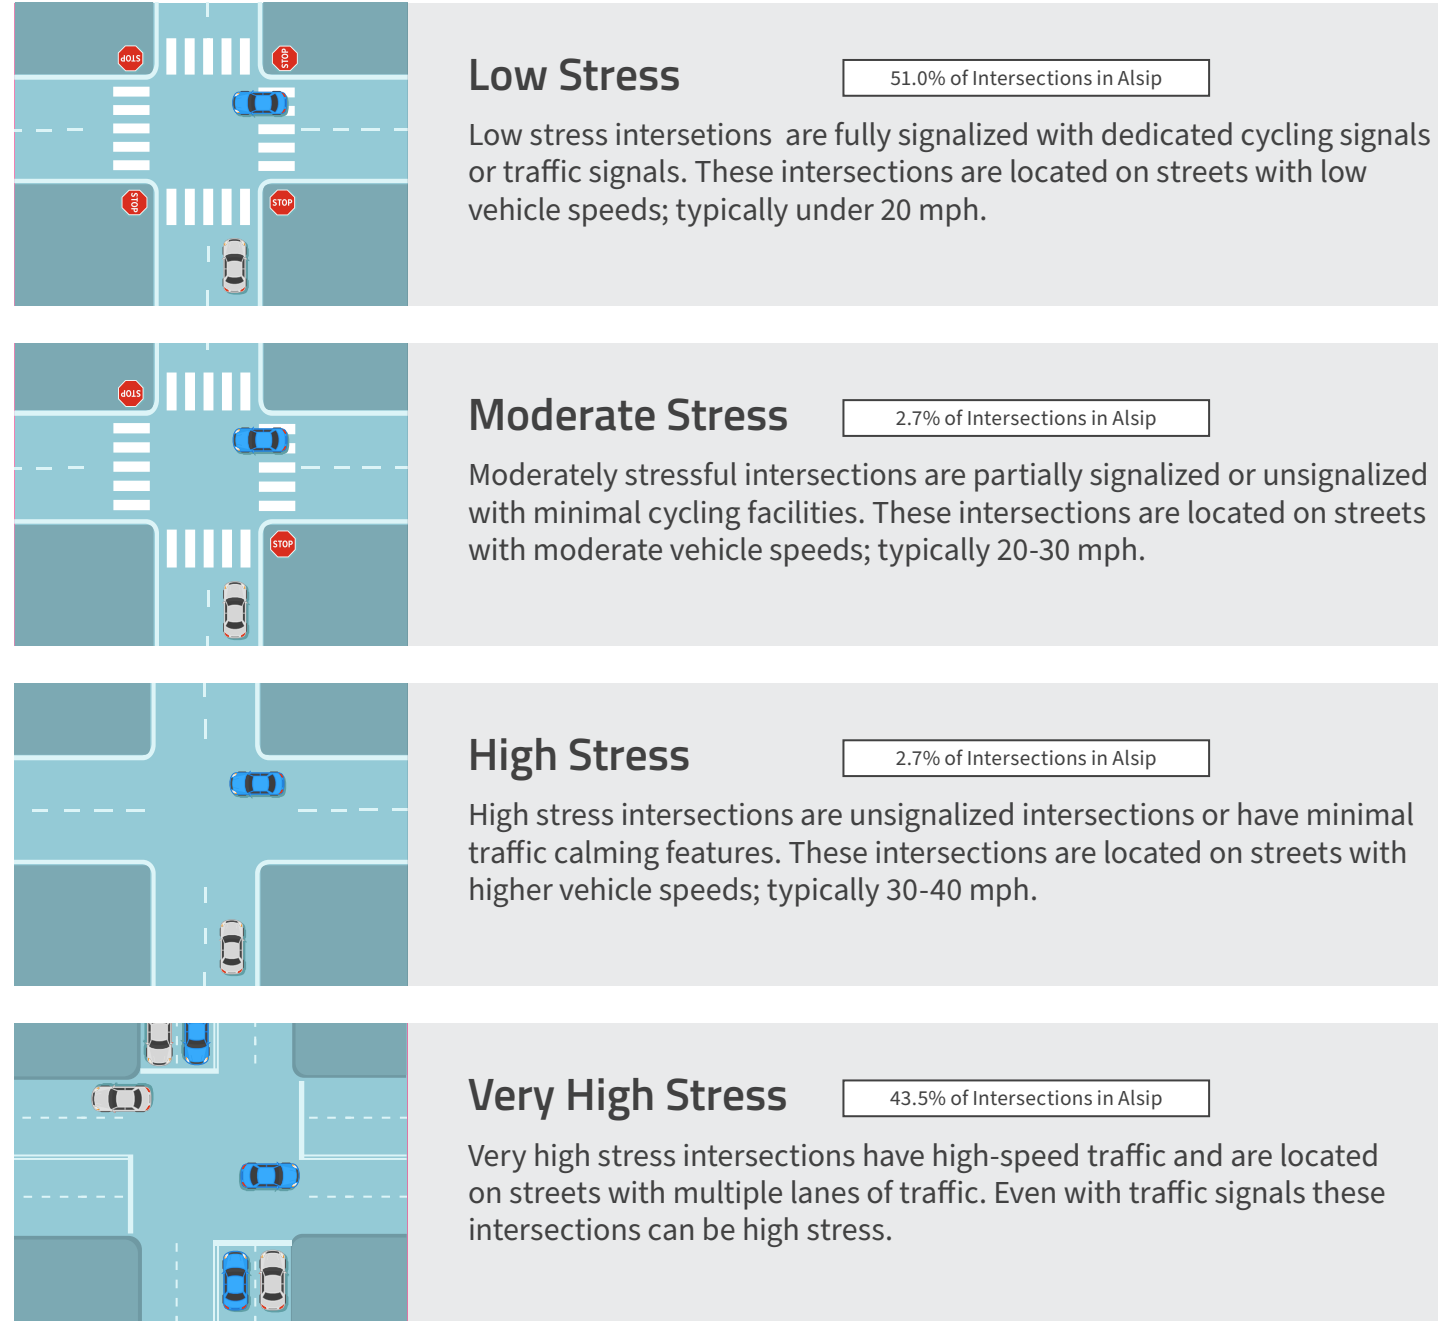 STOP
STOP
Low Stress
51.0% of Intersections in Alsip
Low stress intersetions are fully signalized with dedicated cycling signals
or traffic signals. These intersections are located on streets with low
vehicle speeds; typically under 20 mph.
STOP
STOP
STOP
Moderate Stress
2.7% of Intersections in Alsip
Moderately stressful intersections are partially signalized or unsignalized
with minimal cycling facilities. These intersections are located on streets
with moderate vehicle speeds; typically 20-30 mph.
STOP
High Stress
2.7% of Intersections in Alsip
High stress intersections are unsignalized intersections or have minimal
traffic calming features. These intersections are located on streets with
higher vehicle speeds; typically 30-40 mph.
Very High Stress
43.5% of Intersections in Alsip
Very high stress intersections have high-speed traffic and are located
on streets with multiple lanes of traffic. Even with traffic signals these
intersections can be high stress.